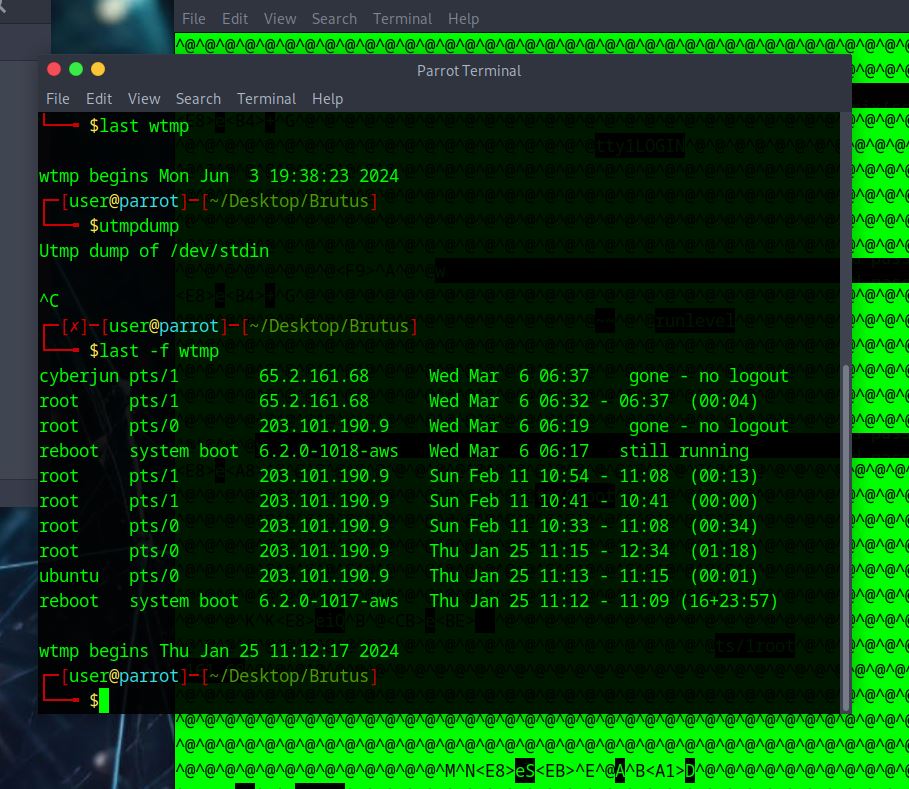 File Edit View Search Terminal Help
Parrot Terminal
File Edit View Search Terminal Help
└──╼ $last wtmp
wtmp begins Mon Jun  3 19:38:23 2024
┌─[user@parrot]─[~/Desktop/Brutus]
└──╼ $utmpdump
Utmp dump of /dev/stdin
^C
┌─[✗]─[user@parrot]─[~/Desktop/Brutus]
└──╼ $last -f wtmp
cyberjun pts/1        65.2.161.68      Wed Mar  6 06:37    gone - no logout
root     pts/1        65.2.161.68      Wed Mar  6 06:32 - 06:37  (00:04)
root     pts/0        203.101.190.9    Wed Mar  6 06:19    gone - no logout
reboot   system boot  6.2.0-1018-aws   Wed Mar  6 06:17   still running
root     pts/1        203.101.190.9    Sun Feb 11 10:54 - 11:08  (00:13)
root     pts/1        203.101.190.9    Sun Feb 11 10:41 - 10:41  (00:00)
root     pts/0        203.101.190.9    Sun Feb 11 10:33 - 11:08  (00:34)
root     pts/0        203.101.190.9    Thu Jan 25 11:15 - 12:34  (01:18)
ubuntu   pts/0        203.101.190.9    Thu Jan 25 11:13 - 11:15  (00:01)
reboot   system boot  6.2.0-1017-aws   Thu Jan 25 11:12 - 11:09 (16+23:57)
wtmp begins Thu Jan 25 11:12:17 2024
┌─[user@parrot]─[~/Desktop/Brutus]
└──╼ $
tty1LOGIN
runlevel
ts/1root
^M^N<E8>eS<EB>^E^@A^B<A1>D^@